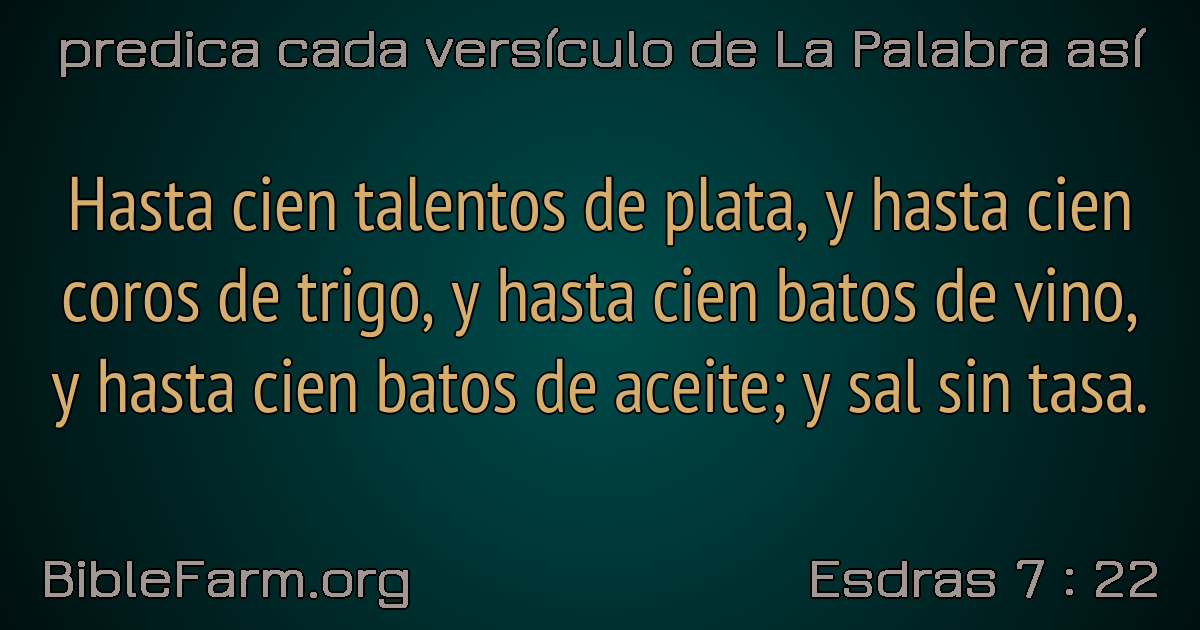 predica cada versículo de La Palabra así
Hasta cien talentos de plata, y hasta cien
coros de trigo, y hasta cien batos de vino,
y hasta cien batos de aceite; y sal sin tasa.
BibleFarm.org
Esdras 7 : 22